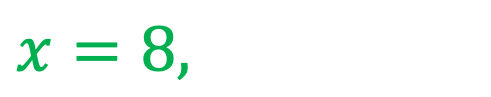 x = 8,